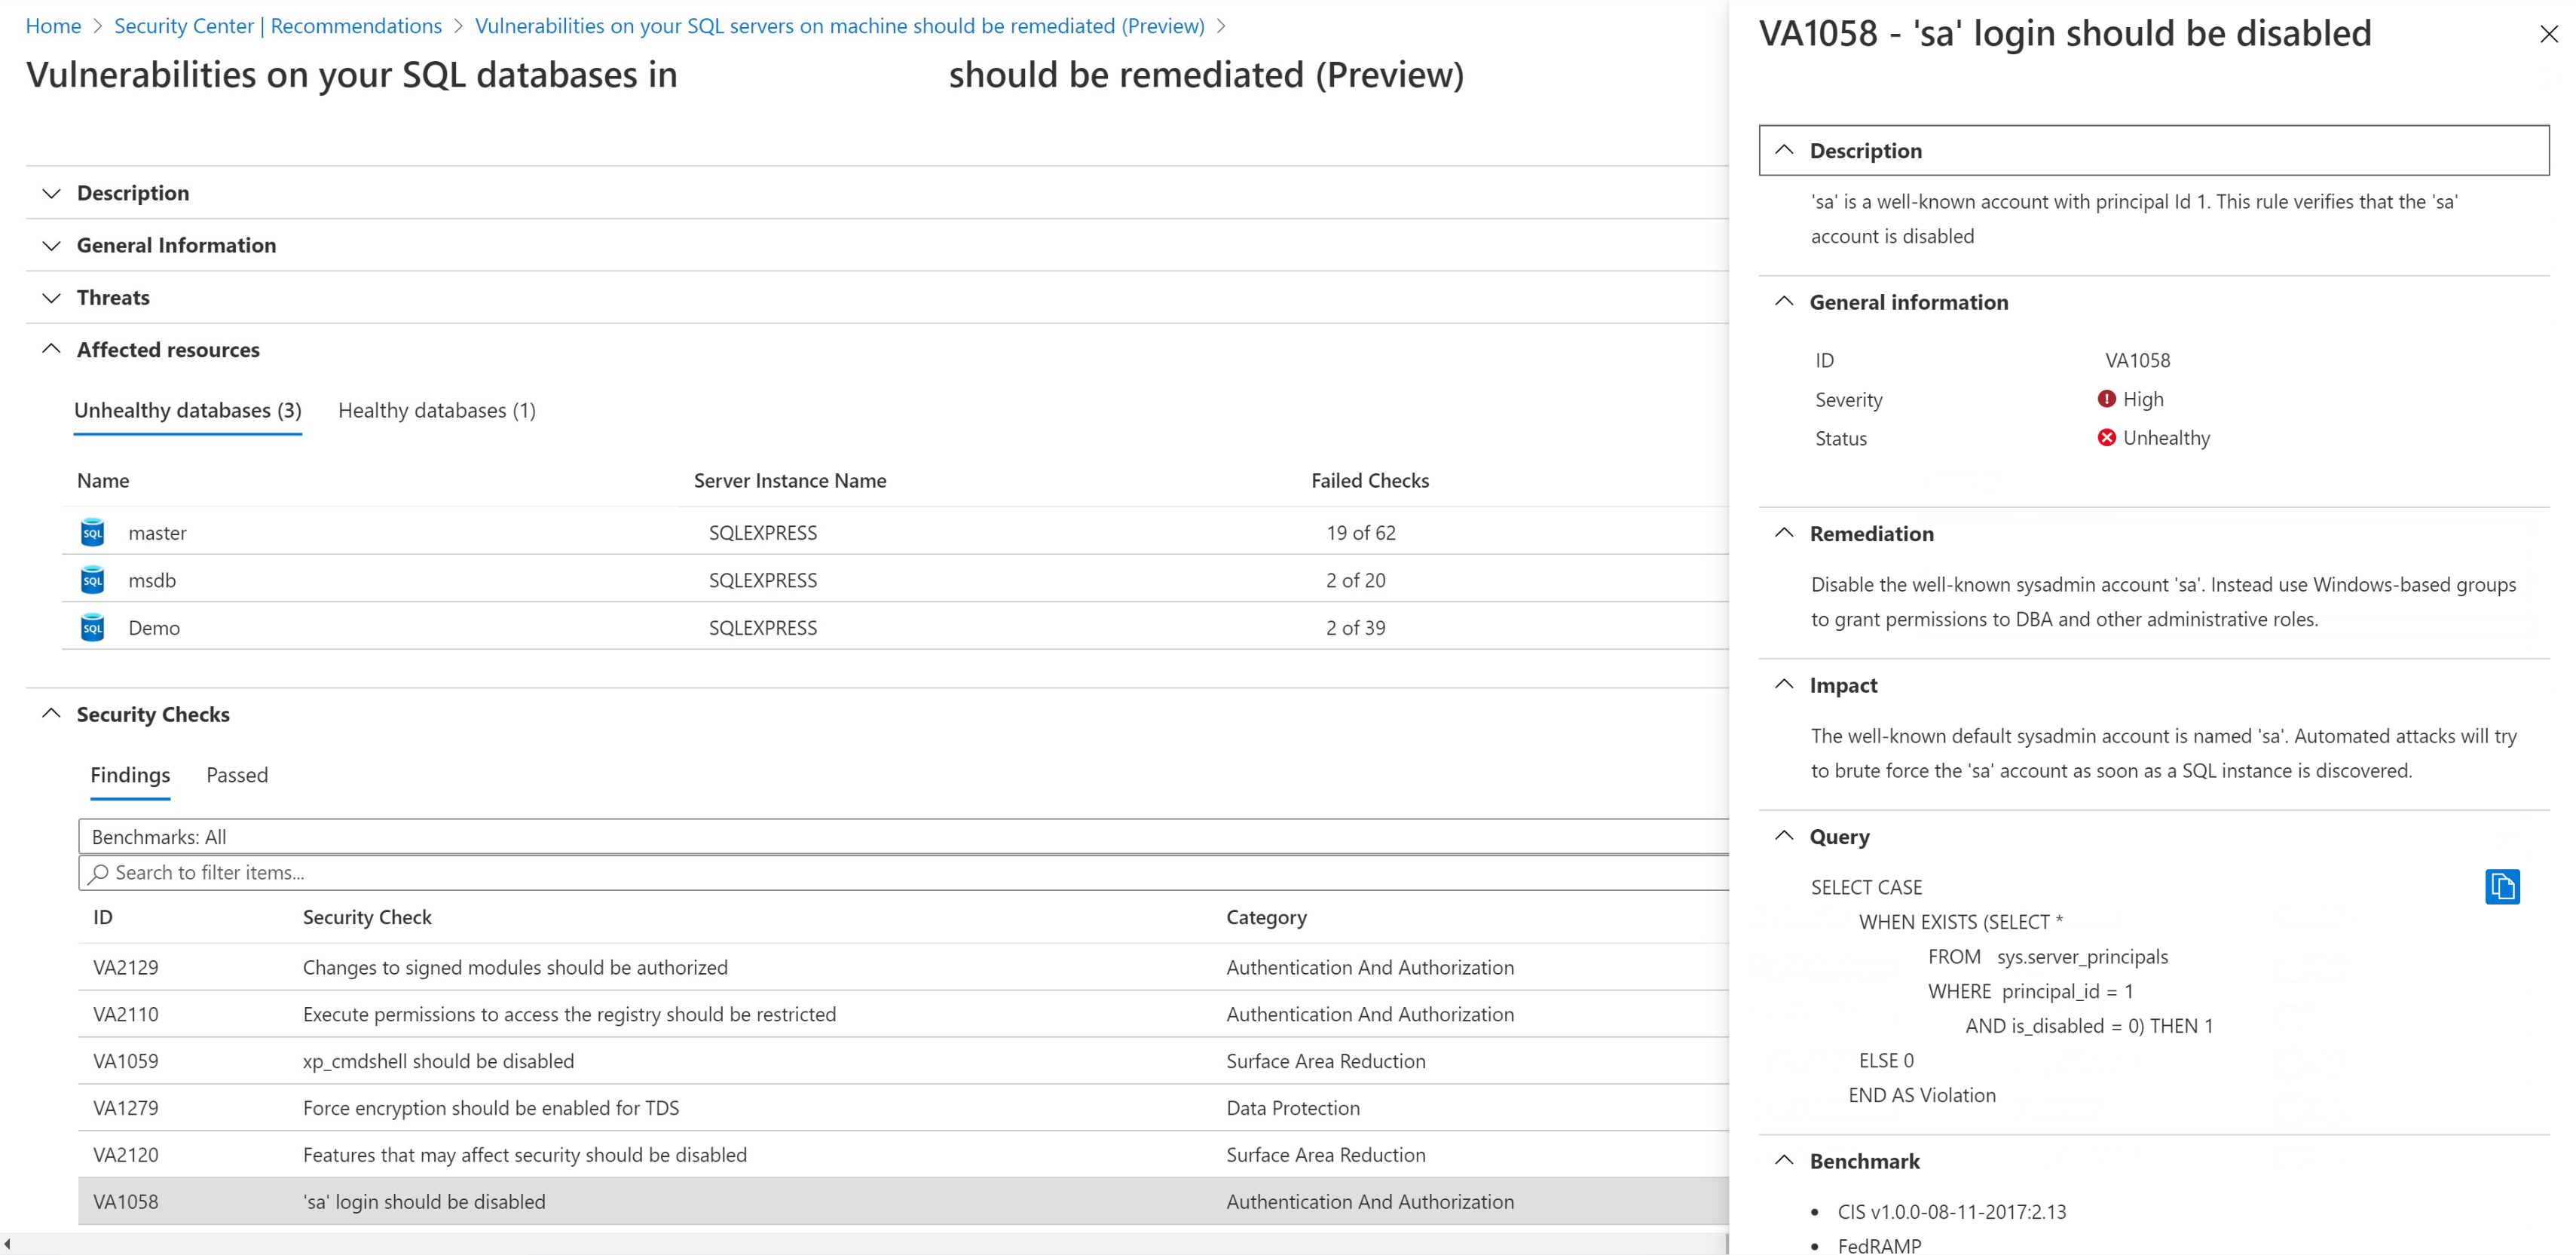 Home > Security Center | Recommendations > Vulnerabilities on your SQL servers on machine should be remediated (Preview) >
Vulnerabilities on your SQL databases in should be remediated (Preview)
Description
General Information
Threats
Affected resources
Unhealthy databases (3) Healthy databases (1)
Name Server Instance Name Failed Checks
SQL master SQLEXPRESS 19 of 62
SQL msdb SQLEXPRESS 2 of 20
SQL Demo SQLEXPRESS 2 of 39
Security Checks
Findings Passed
Benchmarks: All
Search to filter items...
ID Security Check Category
VA2129 Changes to signed modules should be authorized Authentication And Authorization
VA2110 Execute permissions to access the registry should be restricted Authentication And Authorization
VA1059 xp_cmdshell should be disabled Surface Area Reduction
VA1279 Force encryption should be enabled for TDS Data Protection
VA2120 Features that may affect security should be disabled Surface Area Reduction
VA1058 'sa' login should be disabled Authentication And Authorization
VA1058 - 'sa' login should be disabled
Description
'sa' is a well-known account with principal Id 1. This rule verifies that the 'sa'
account is disabled
General information
ID VA1058
Severity High
Status Unhealthy
Remediation
Disable the well-known sysadmin account 'sa'. Instead use Windows-based groups
to grant permissions to DBA and other administrative roles.
Impact
The well-known default sysadmin account is named 'sa'. Automated attacks will try
to brute force the 'sa' account as soon as a SQL instance is discovered.
Query
SELECT CASE
WHEN EXISTS (SELECT *
FROM sys.server_principals
WHERE principal_id = 1
AND is_disabled = 0) THEN 1
ELSE 0
END AS Violation
Benchmark
• CIS v1.0.0-08-11-2017:2.13
• FedRAMP